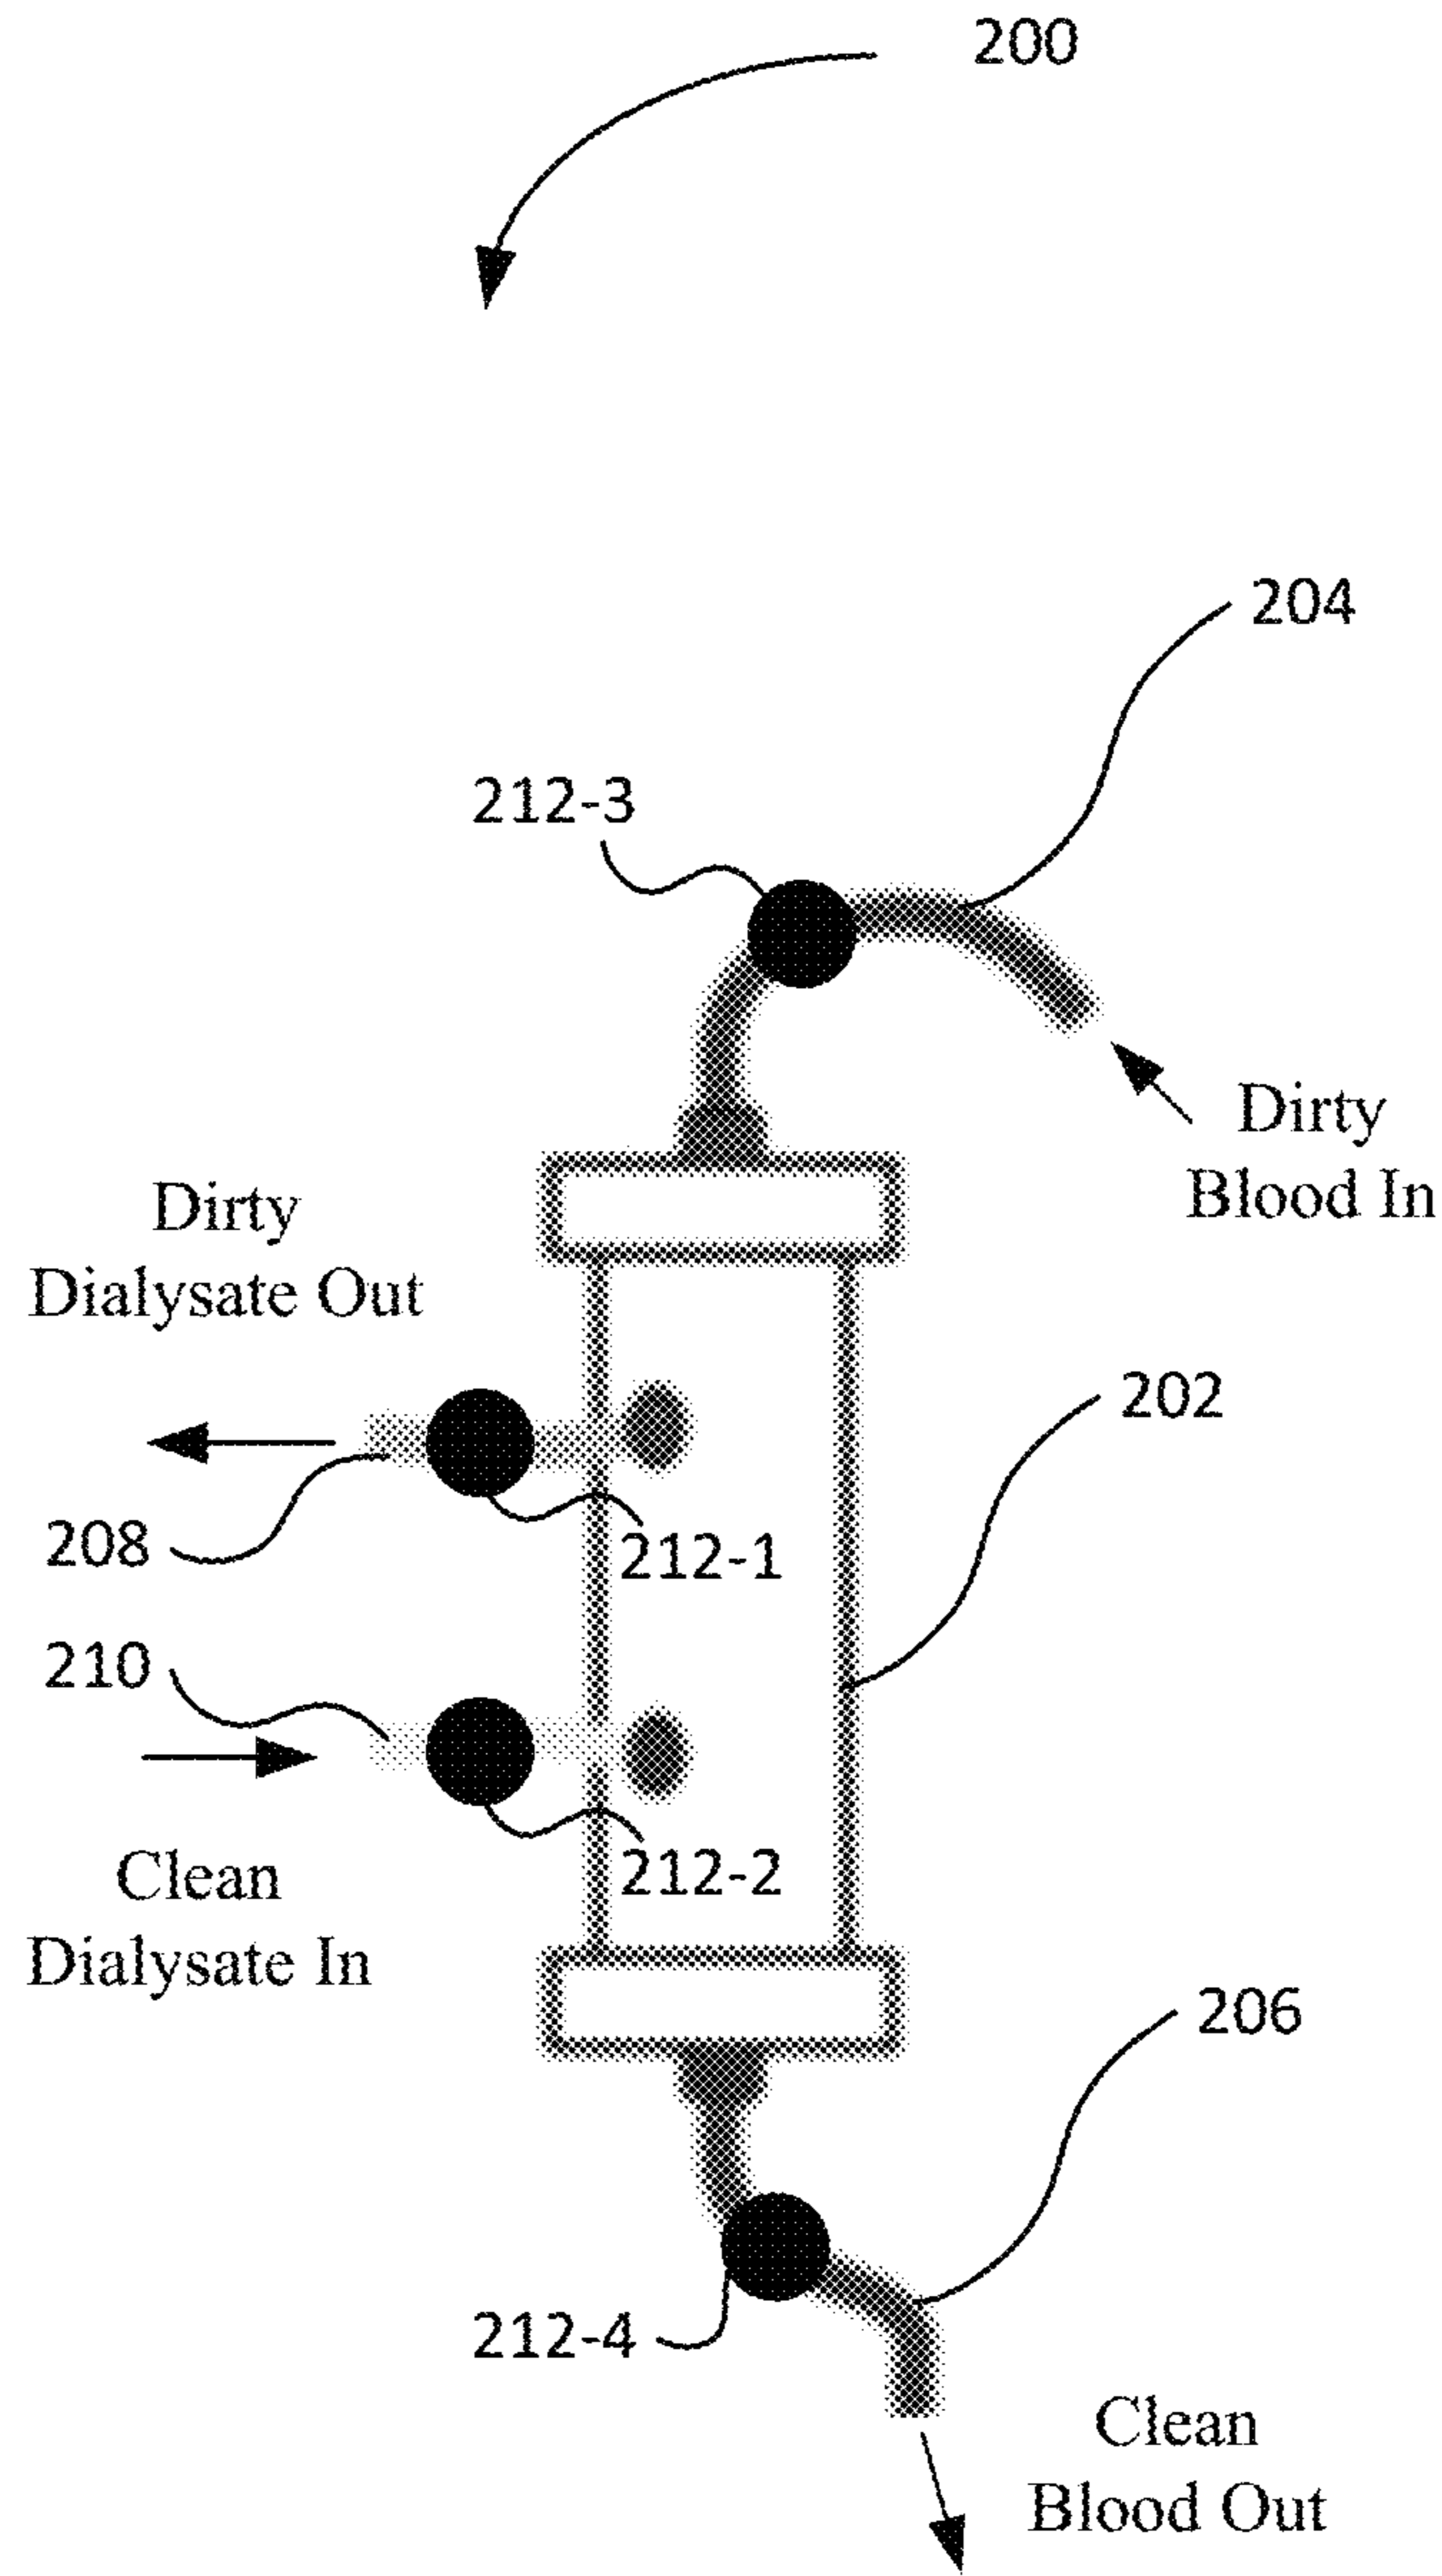 200
204
212-3
Dirty
Blood In
Dirty
Dialysate Out
202
208
212-1
210
212-2
Clean
Dialysate In
206
212-4
Clean
Blood Out